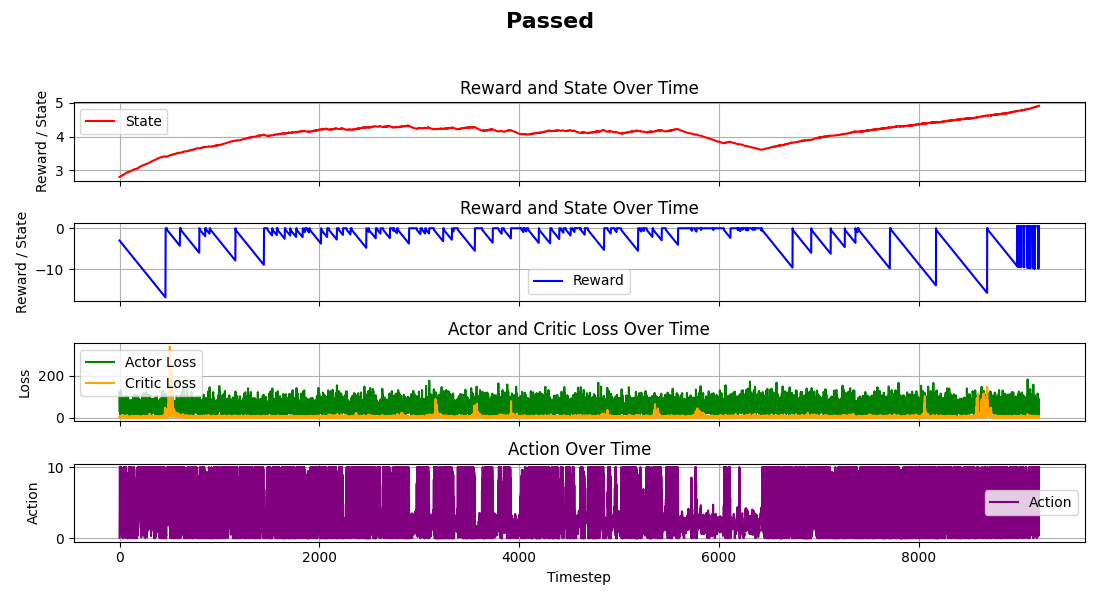 Passed
Reward and State Over Time
Reward / State
5
4
3
State
Reward and State Over Time
Reward / State
0
−10
Reward
Actor and Critic Loss Over Time
Loss
200
0
Actor Loss
Critic Loss
Action Over Time
Action
10
0
Action
0 2000 4000 6000 8000
Timestep